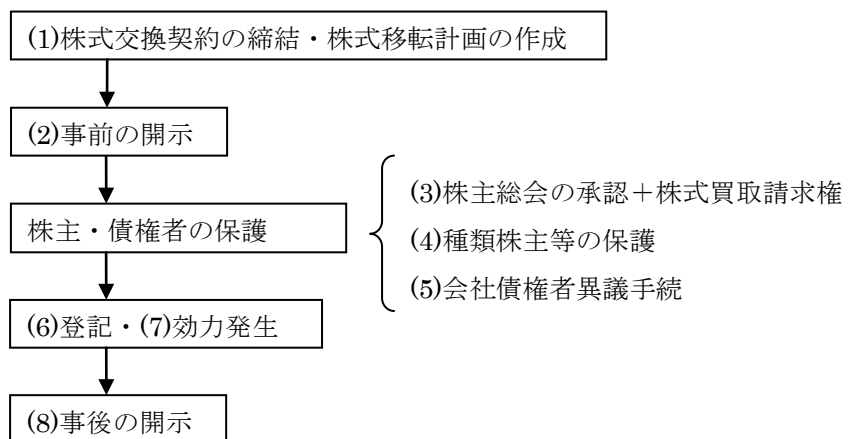 (1)株式交換契約の締結・株式移転計画の作成
(2)事前の開示
株主・債権者の保護
(3)株主総会の承認+株式買取請求権
(4)種類株主等の保護
(5)会社債権者異議手続
(6)登記・(7)効力発生
(8)事後の開示